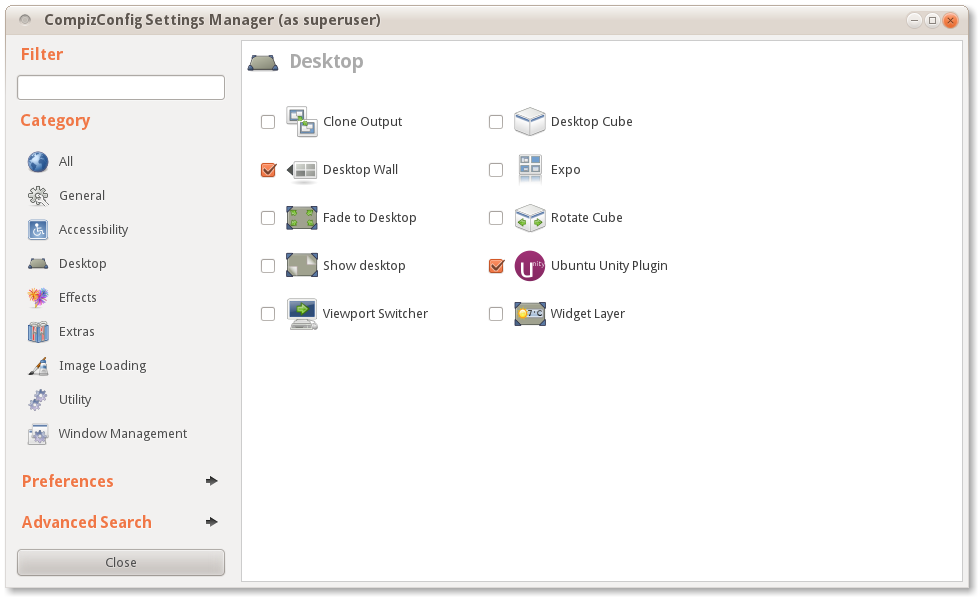 CompizConfig Settings Manager (as superuser)
Filter
Category
All
General
Accessibility
Desktop
Effects
Extras
Image Loading
Utility
Window Management
Preferences
Advanced Search
Close
Desktop
Clone Output
Desktop Cube
Desktop Wall
Expo
Fade to Desktop
Rotate Cube
Show desktop
Unity
Ubuntu Unity Plugin
Viewport Switcher
7°C
Widget Layer